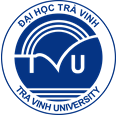 ĐẠI HỌC TRÀ VINH
TVU
TRA VINH UNIVERSITY